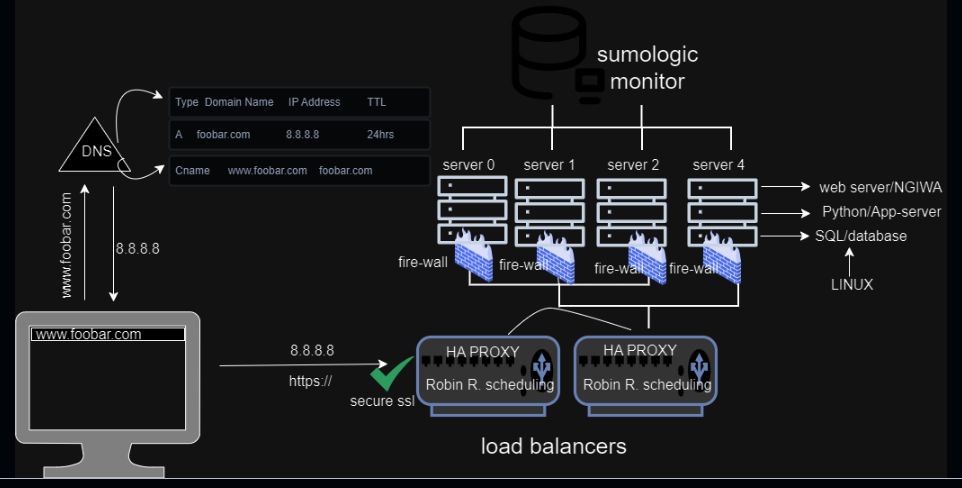 sumologic
monitor
Type Domain Name IP Address TTL
A foobar.com 8.8.8.8 24hrs
Cname www.foobar.com foobar.com
DNS
server 0 server 1 server 2 server 4
web server/NGIWA
Python/App-server
SQL/database
LINUX
www.foobar.com
8.8.8.8
fire-wall fire-wall fire-wall fire-wall
www.foobar.com
8.8.8.8
https://
secure ssl
HA PROXY
Robin R. scheduling
HA PROXY
Robin R. scheduling
load balancers